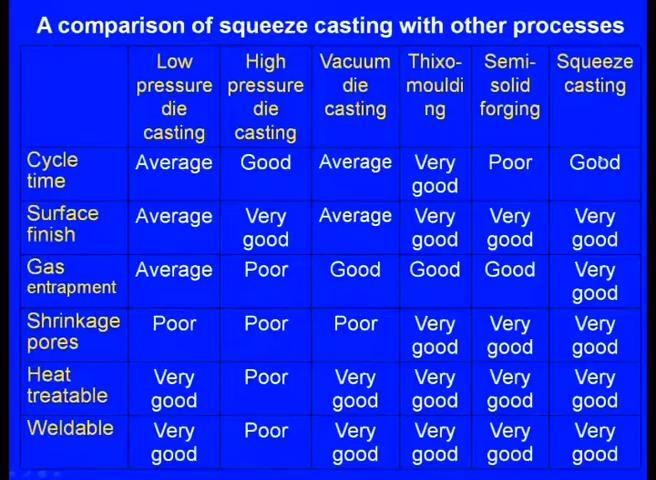 A comparison of squeeze casting with other processes
Low High Vacuum Thixo- Semi- Squeeze
pressure pressure die mouldi solid casting
die die casting ng forging
casting casting
Cycle Average Good Average Very Poor Good
time good
Surface Average Very Average Very Very Very
finish good good good good
Gas Average Poor Good Good Good Very
entrapment good
Shrinkage Poor Poor Poor Very Very Very
pores good good good
Heat Very Poor Very Very Very Very
treatable good good good good good
Weldable Very Poor Very Very Very Very
good good good good good